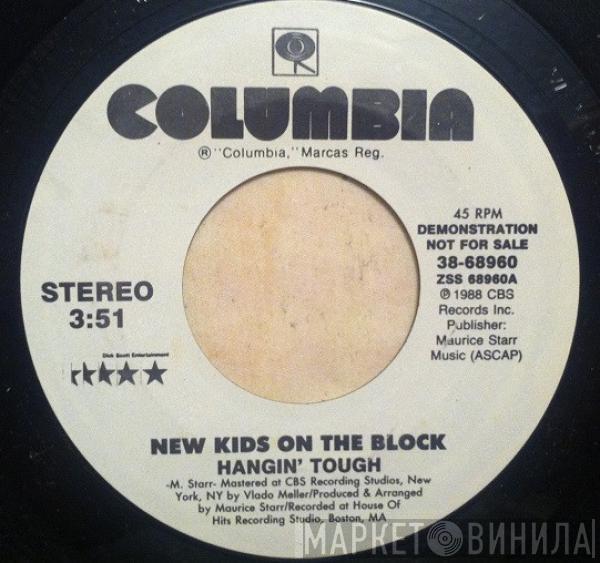 COLUMBIA
® "Columbia," Marcas Reg.
45 RPM
DEMONSTRATION
NOT FOR SALE
38-68960
ZSS 68960A
℗ 1988 CBS
Records Inc.
Publisher:
Maurice Starr
Music (ASCAP)
STEREO
3:51
Dick Scott Entertainment
NEW KIDS ON THE BLOCK
HANGIN' TOUGH
-M. Starr- Mastered at CBS Recording Studios, New
York, NY by Vlado Meller/Produced & Arranged
by Maurice Starr/Recorded at House Of
Hits Recording Studio, Boston, MA
МАРКЕТ ВИНИЛА